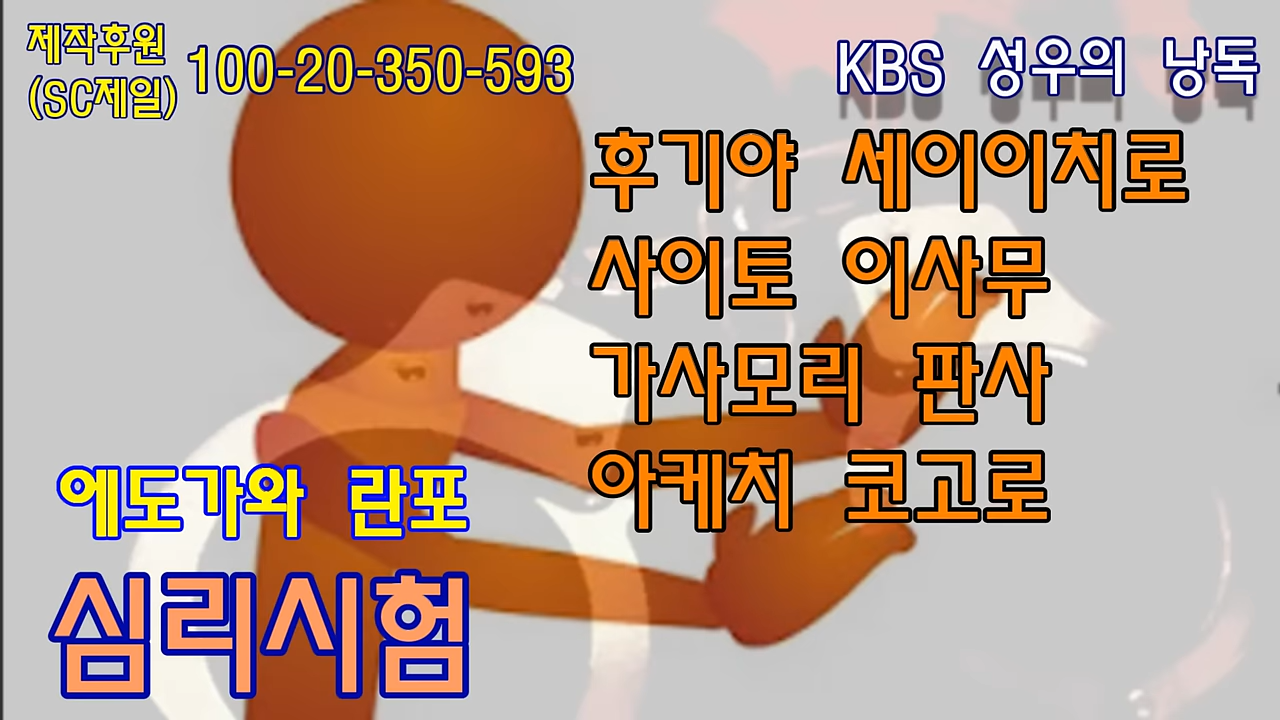 제작후원
(SC제일) 100-20-350-593
KBS 성우의 낭독
후기야 세이이치로
사이토 이사무
가사모리 판사
아케치 코고로
에도가와 란포
심리시험